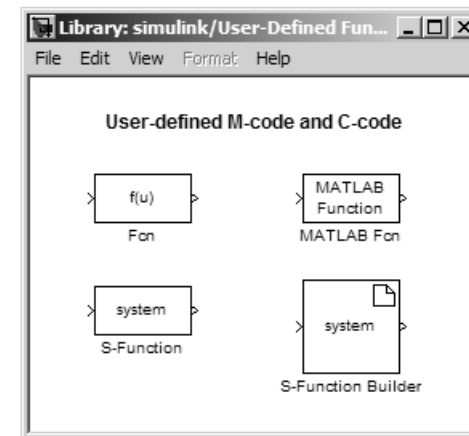 Library: simulink/User-Defined Fun...
File Edit View Format Help
User-defined M-code and C-code
f(u)
Fcn
MATLAB
Function
MATLAB Fcn
system
S-Function
system
S-Function Builder